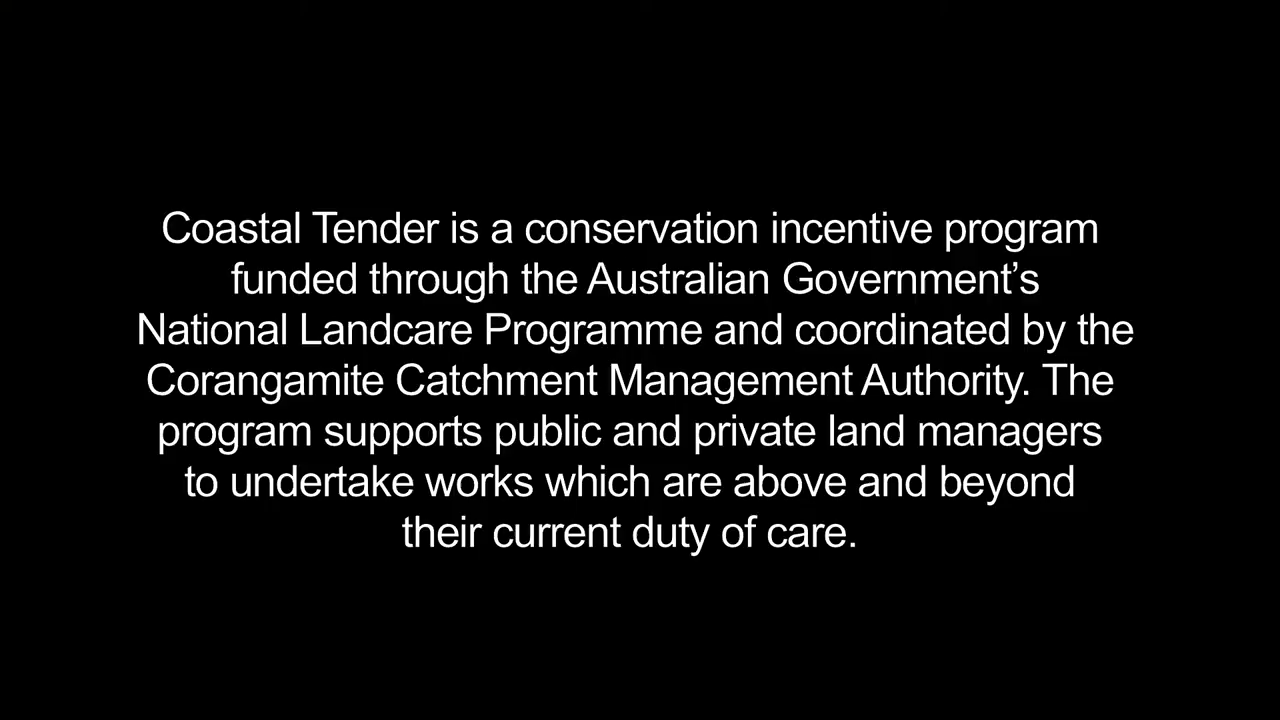 Coastal Tender is a conservation incentive program
funded through the Australian Government’s
National Landcare Programme and coordinated by the
Corangamite Catchment Management Authority. The
program supports public and private land managers
to undertake works which are above and beyond
their current duty of care.